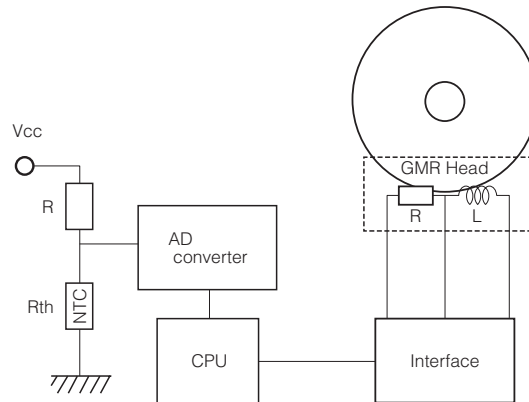 Vcc
R
Rth
NTC
AD
converter
CPU
GMR Head
R
L
Interface